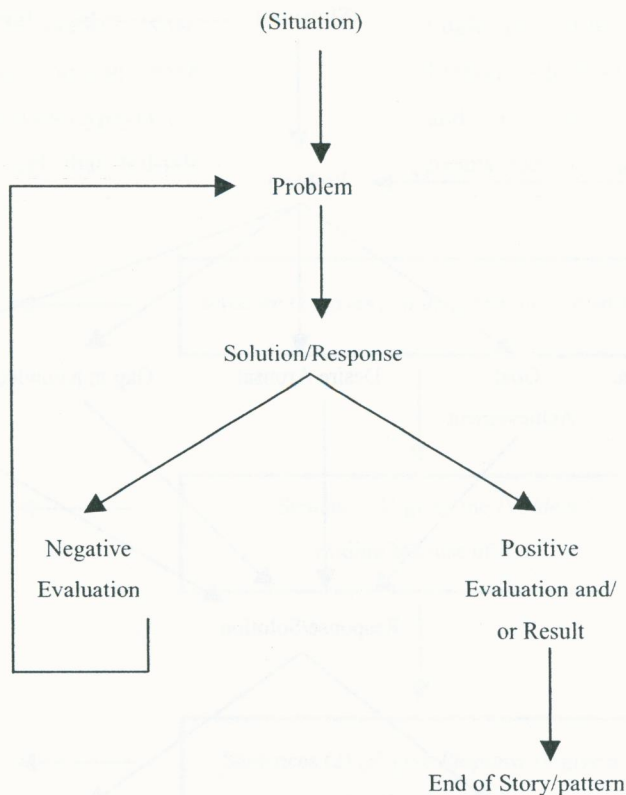 (Situation)
Problem
Solution/Response
Negative
Evaluation
Positive
Evaluation and/
or Result
End of Story/pattern